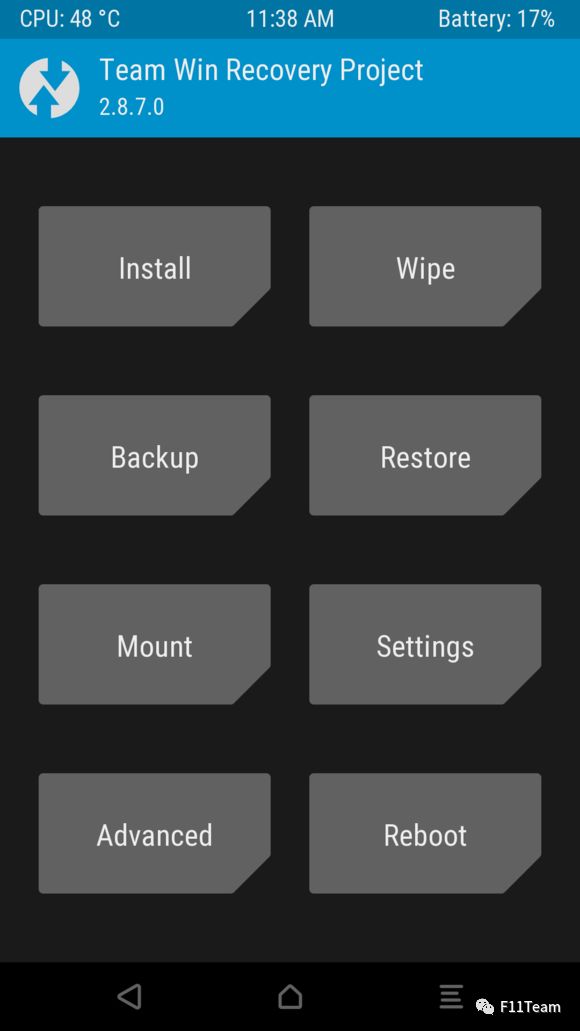 CPU: 48 °C 11:38 AM Battery: 17%
Team Win Recovery Project
2.8.7.0
Install Wipe
Backup Restore
Mount Settings
Advanced Reboot
F11Team